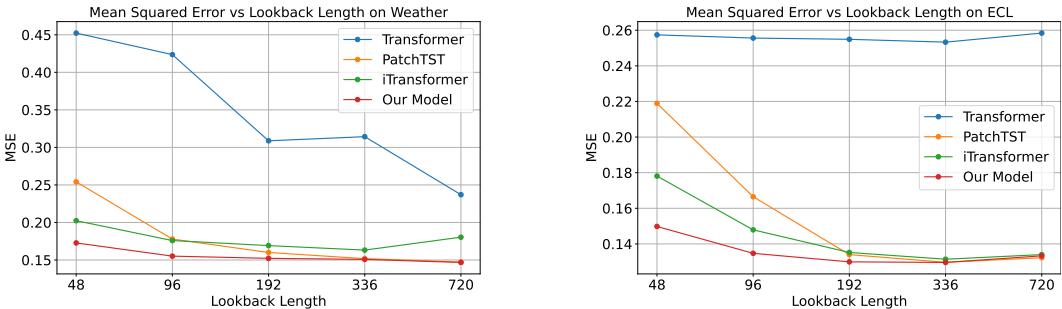 Mean Squared Error vs Lookback Length on Weather
MSE
0.45
0.40
0.35
0.30
0.25
0.20
0.15
48 96 192 336 720
Lookback Length
Transformer
PatchTST
iTransformer
Our Model
Mean Squared Error vs Lookback Length on ECL
MSE
0.26
0.24
0.22
0.20
0.18
0.16
0.14
48 96 192 336 720
Lookback Length
Transformer
PatchTST
iTransformer
Our Model